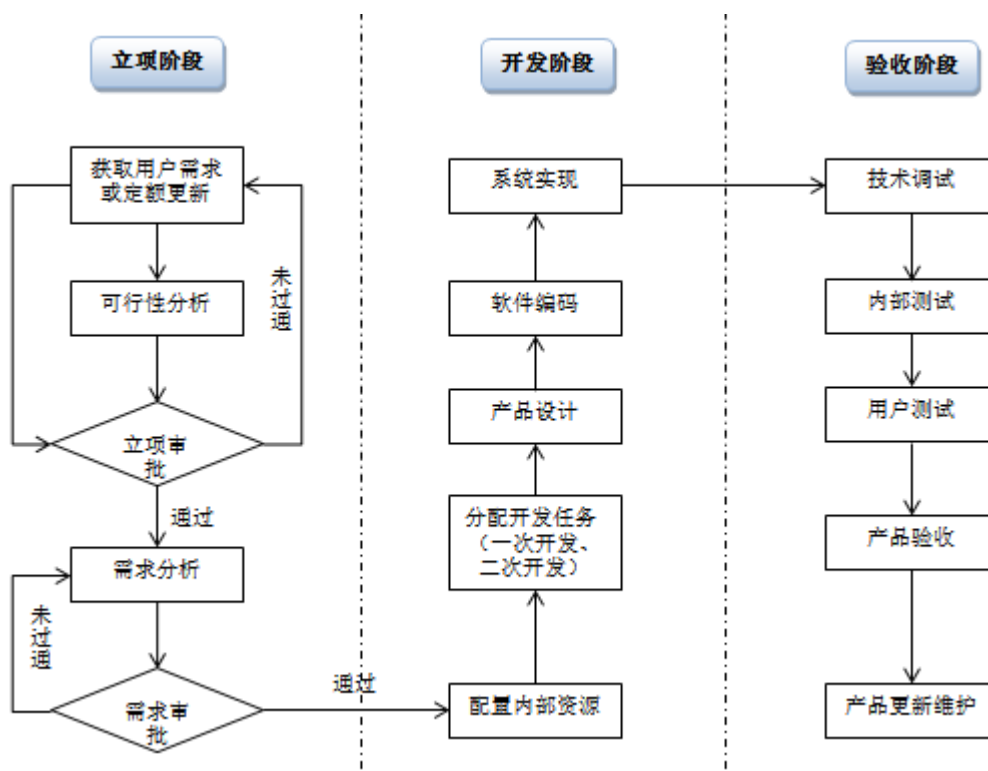 立项阶段
获取用户需求
或定额更新
可行性分析
未
过
通
立项审
批
通过
需求分析
未
过
通
需求审
批
通过
开发阶段
系统实现
软件编码
产品设计
分配开发任务
（一次开发、
二次开发）
配置内部资源
验收阶段
技术调试
内部测试
用户测试
产品验收
产品更新维护